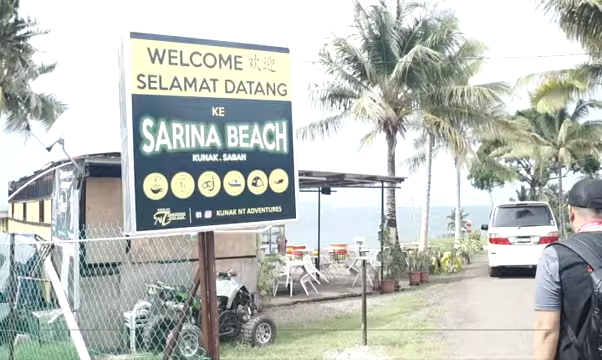 WELCOME 欢迎
SELAMAT DATANG
KE
SARINA BEACH
KUNAK . SABAH
KUNAK NT ADVENTURES